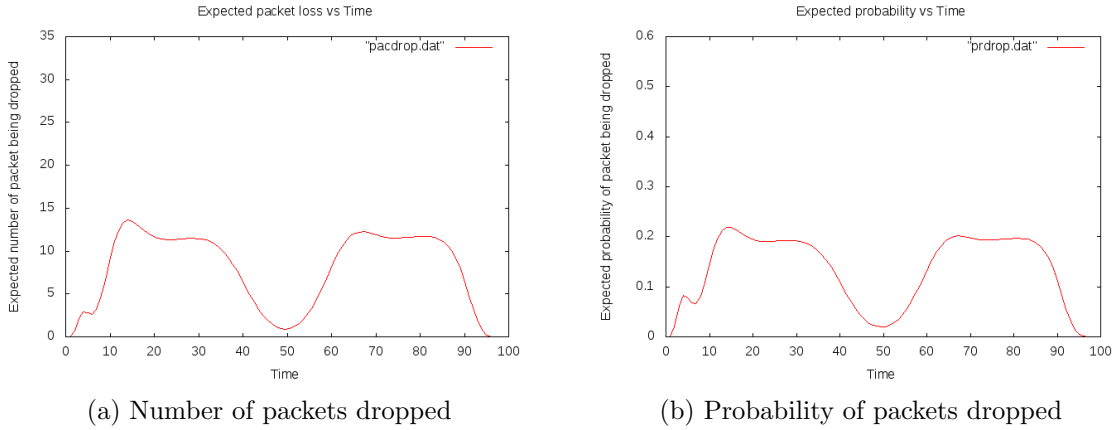 Expected packet loss vs Time
"pacdrop.dat"
Expected number of packet being dropped
35
30
25
20
15
10
5
0
0 10 20 30 40 50 60 70 80 90 100
Time
(a) Number of packets dropped
Expected probability vs Time
"prdrop.dat"
Expected probability of packet being dropped
0.6
0.5
0.4
0.3
0.2
0.1
0
0 10 20 30 40 50 60 70 80 90 100
Time
(b) Probability of packets dropped